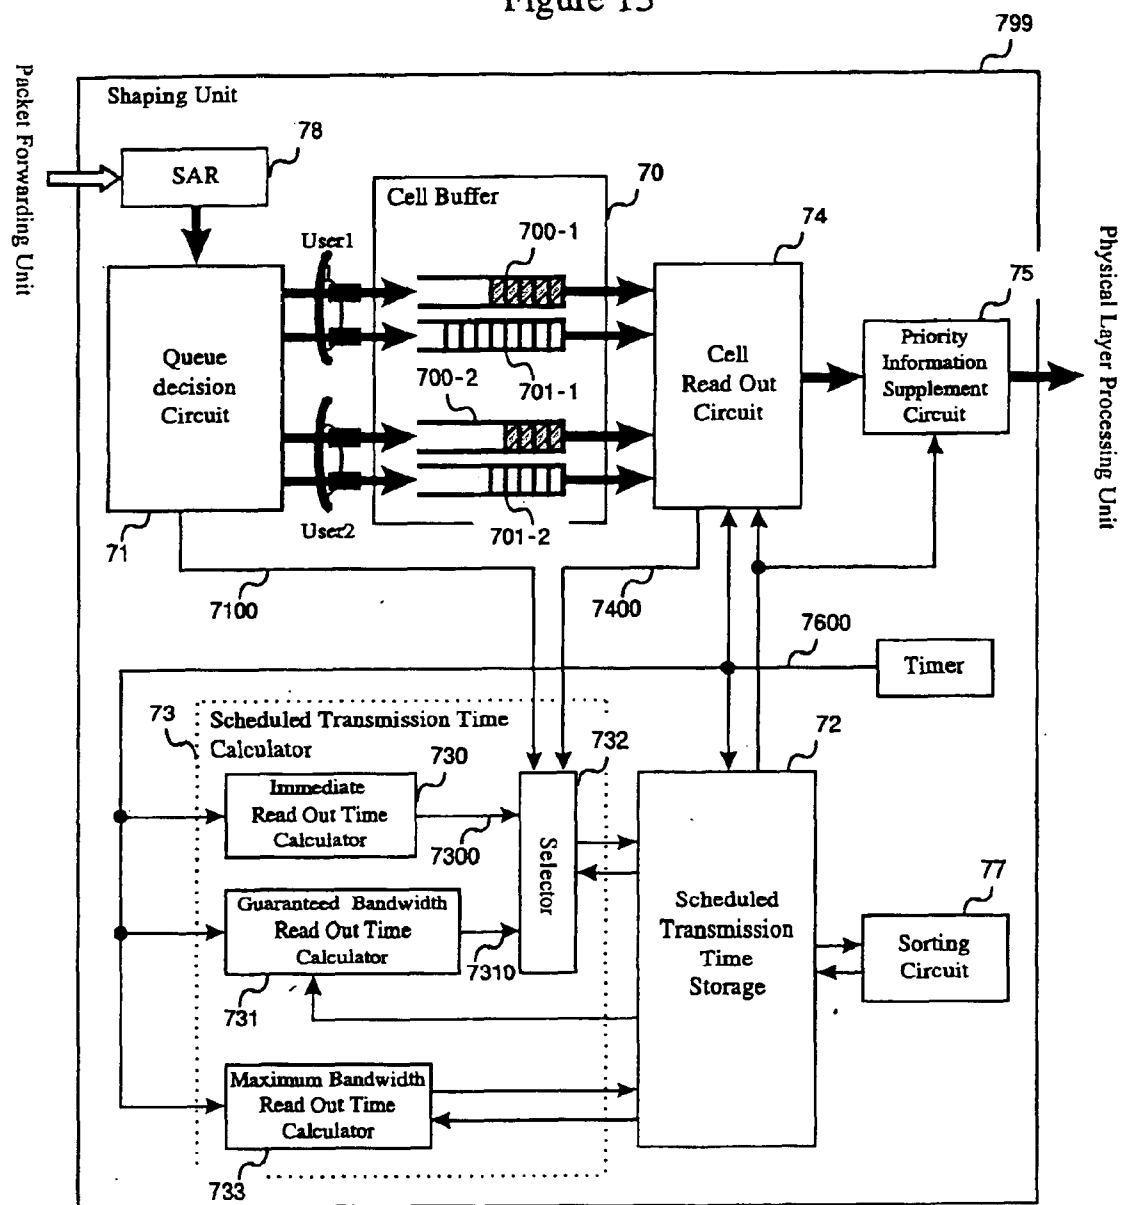 Figure 13
799
Packet Forwarding Unit
Shaping Unit
78
SAR
70
Cell Buffer
User1
700-1
74
Physical Layer Processing Unit
75
Queue
decision
Circuit
700-2
701-1
Cell
Read Out
Circuit
Priority
Information
Supplement
Circuit
71
User2
701-2
7100
7400
7600
Timer
73
Scheduled Transmission Time
Calculator
732
72
730
Immediate
Read Out Time
Calculator
7300
Selector
Guaranteed Bandwidth
Read Out Time
Calculator
7310
731
Scheduled
Transmission
Time
Storage
77
Sorting
Circuit
Maximum Bandwidth
Read Out Time
Calculator
733